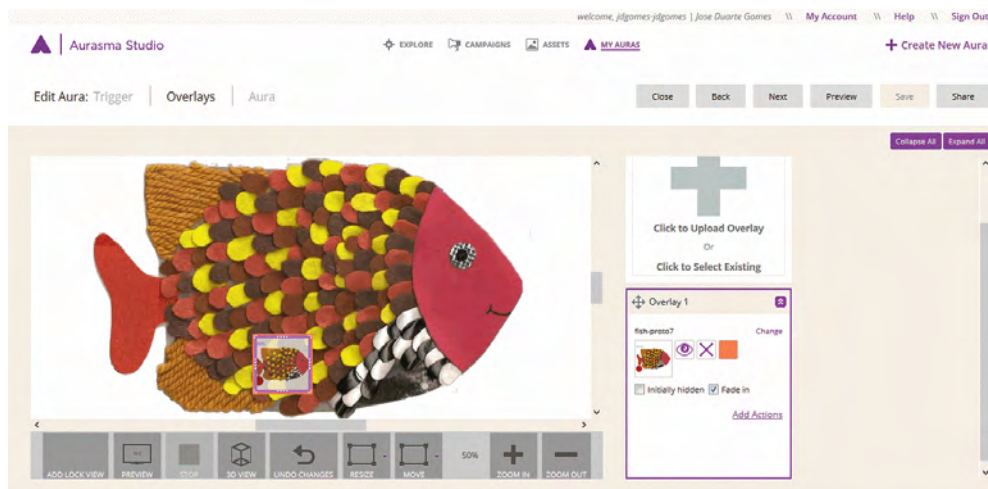 welcome, jdgomes-jdgomes | Jose Duarte Gomes \\ My Account \\ Help \\ Sign Out
Aurasma Studio
EXPLORE CAMPAIGNS ASSETS MY AURAS
+ Create New Aura
Edit Aura: Trigger | Overlays | Aura
Close Back Next Preview Save Share
Collapse All Expand All
Click to Upload Overlay
Or
Click to Select Existing
Overlay 1
fish-proto7 Change
Initially hidden Fade in
Add Actions
ADD LOCK VIEW PREVIEW STOP 3D VIEW UNDO CHANGES RESIZE MOVE 50% ZOOM IN ZOOM OUT